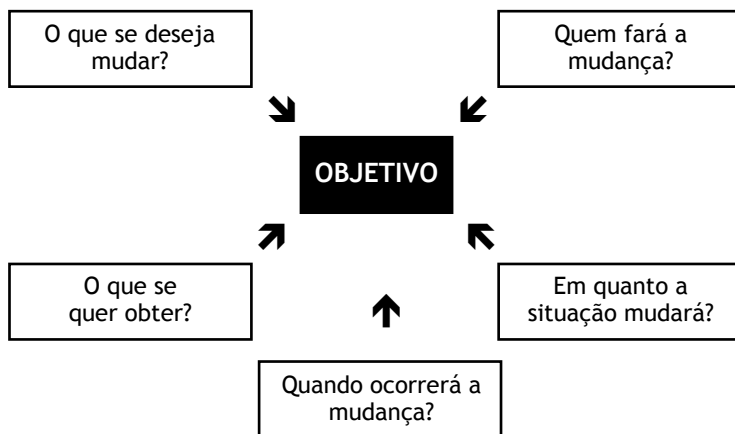 O que se deseja
mudar?
Quem fará a
mudança?
OBJETIVO
O que se
quer obter?
Em quanto a
situação mudará?
Quando ocorrerá a
mudança?